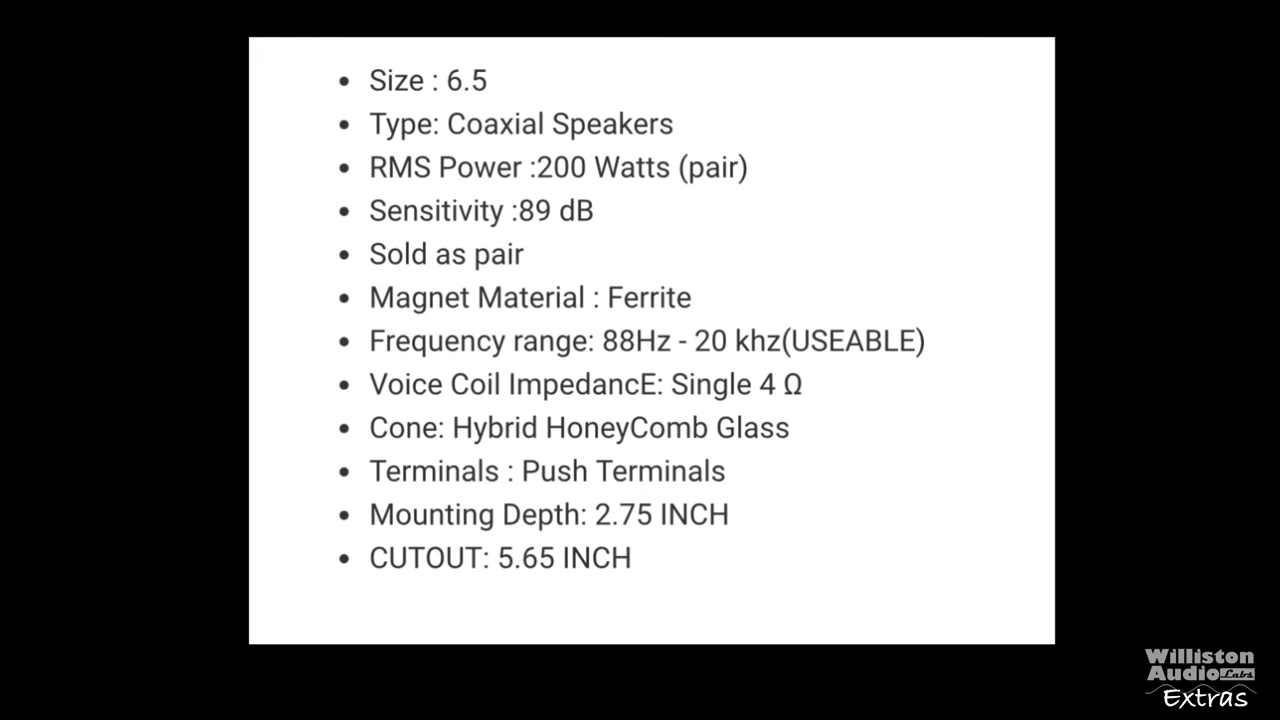 Size : 6.5
Type: Coaxial Speakers
RMS Power :200 Watts (pair)
Sensitivity :89 dB
Sold as pair
Magnet Material : Ferrite
Frequency range: 88Hz - 20 khz(USEABLE)
Voice Coil ImpedancE: Single 4 Ω
Cone: Hybrid HoneyComb Glass
Terminals : Push Terminals
Mounting Depth: 2.75 INCH
CUTOUT: 5.65 INCH
Williston
Audio Labs
Extras